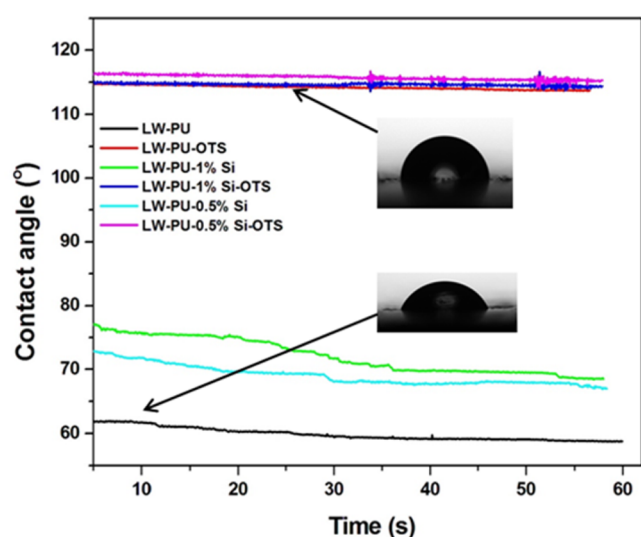 120
110
100
90
80
70
60
Contact angle (°)
LW-PU
LW-PU-OTS
LW-PU-1% Si
LW-PU-1% Si-OTS
LW-PU-0.5% Si
LW-PU-0.5% Si-OTS
10 20 30 40 50 60
Time (s)